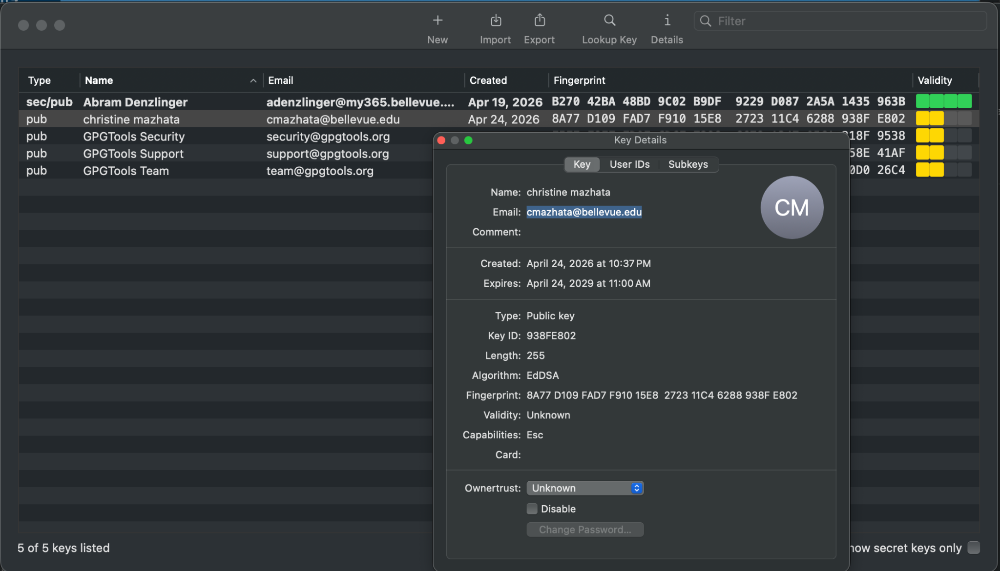 New
Import
Export
Lookup Key
Details
Filter
Type Name Email Created Fingerprint Validity
sec/pub Abram Denzlinger adenzlinger@my365.bellevue.... Apr 19, 2026 B270 42BA 48BD 9C02 B9DF 9229 D087 2A5A 1435 963B
pub christine mazhata cmazhata@bellevue.edu Apr 24, 2026 8A77 D109 FAD7 F910 15E8 2723 11C4 6288 938F E802
pub GPGTools Security security@gpgtools.org 18F 9538
pub GPGTools Support support@gpgtools.org 58E 41AF
pub GPGTools Team team@gpgtools.org 0D0 26C4
Key Details
Key User IDs Subkeys
Name: christine mazhata
CM
Email: cmazhata@bellevue.edu
Comment:
Created: April 24, 2026 at 10:37 PM
Expires: April 24, 2029 at 11:00 AM
Type: Public key
Key ID: 938FE802
Length: 255
Algorithm: EdDSA
Fingerprint: 8A77 D109 FAD7 F910 15E8 2723 11C4 6288 938F E802
Validity: Unknown
Capabilities: Esc
Card:
Ownertrust: Unknown
Disable
Change Password...
5 of 5 keys listed
how secret keys only